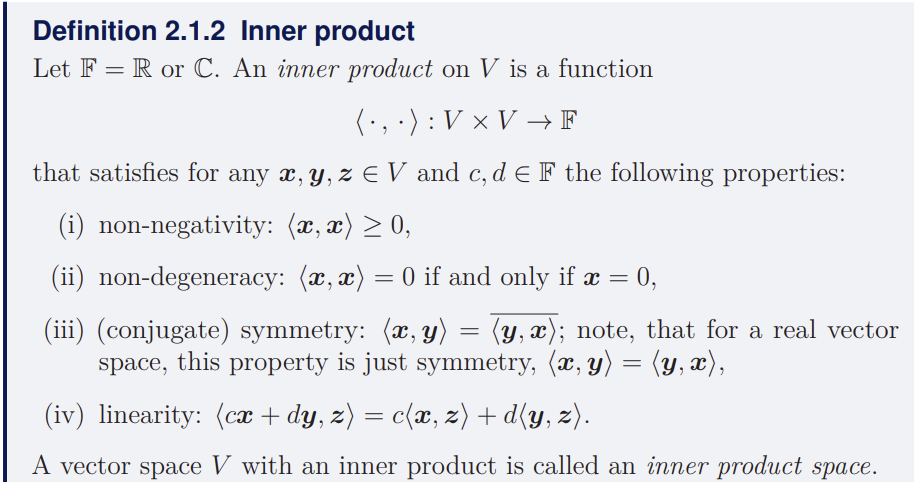 Definition 2.1.2 Inner product
Let 𝔽 = ℝ or ℂ. An inner product on V is a function
⟨ · , · ⟩ : V × V → 𝔽
that satisfies for any x, y, z ∈ V and c, d ∈ 𝔽 the following properties:
(i) non-negativity: ⟨x, x⟩ ≥ 0,
(ii) non-degeneracy: ⟨x, x⟩ = 0 if and only if x = 0,
(iii) (conjugate) symmetry: ⟨x, y⟩ = \overline{⟨y, x⟩}; note, that for a real vector
space, this property is just symmetry, ⟨x, y⟩ = ⟨y, x⟩,
(iv) linearity: ⟨cx + dy, z⟩ = c⟨x, z⟩ + d⟨y, z⟩.
A vector space V with an inner product is called an inner product space.